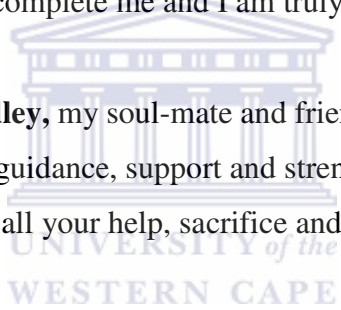 complete me and I am truly
lley, my soul-mate and frien
guidance, support and stren
all your help, sacrifice and
UNIVERSITY of the
WESTERN CAPE